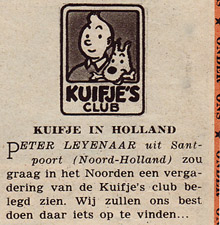 KUIFJE'S
CLUB
KUIFJE IN HOLLAND
PETER LEYENAAR uit Sant-
poort (Noord-Holland) zou
graag in het Noorden een verga-
dering van de Kuifje's club be-
legd zien. Wij zullen ons best
doen daar iets op te vinden...